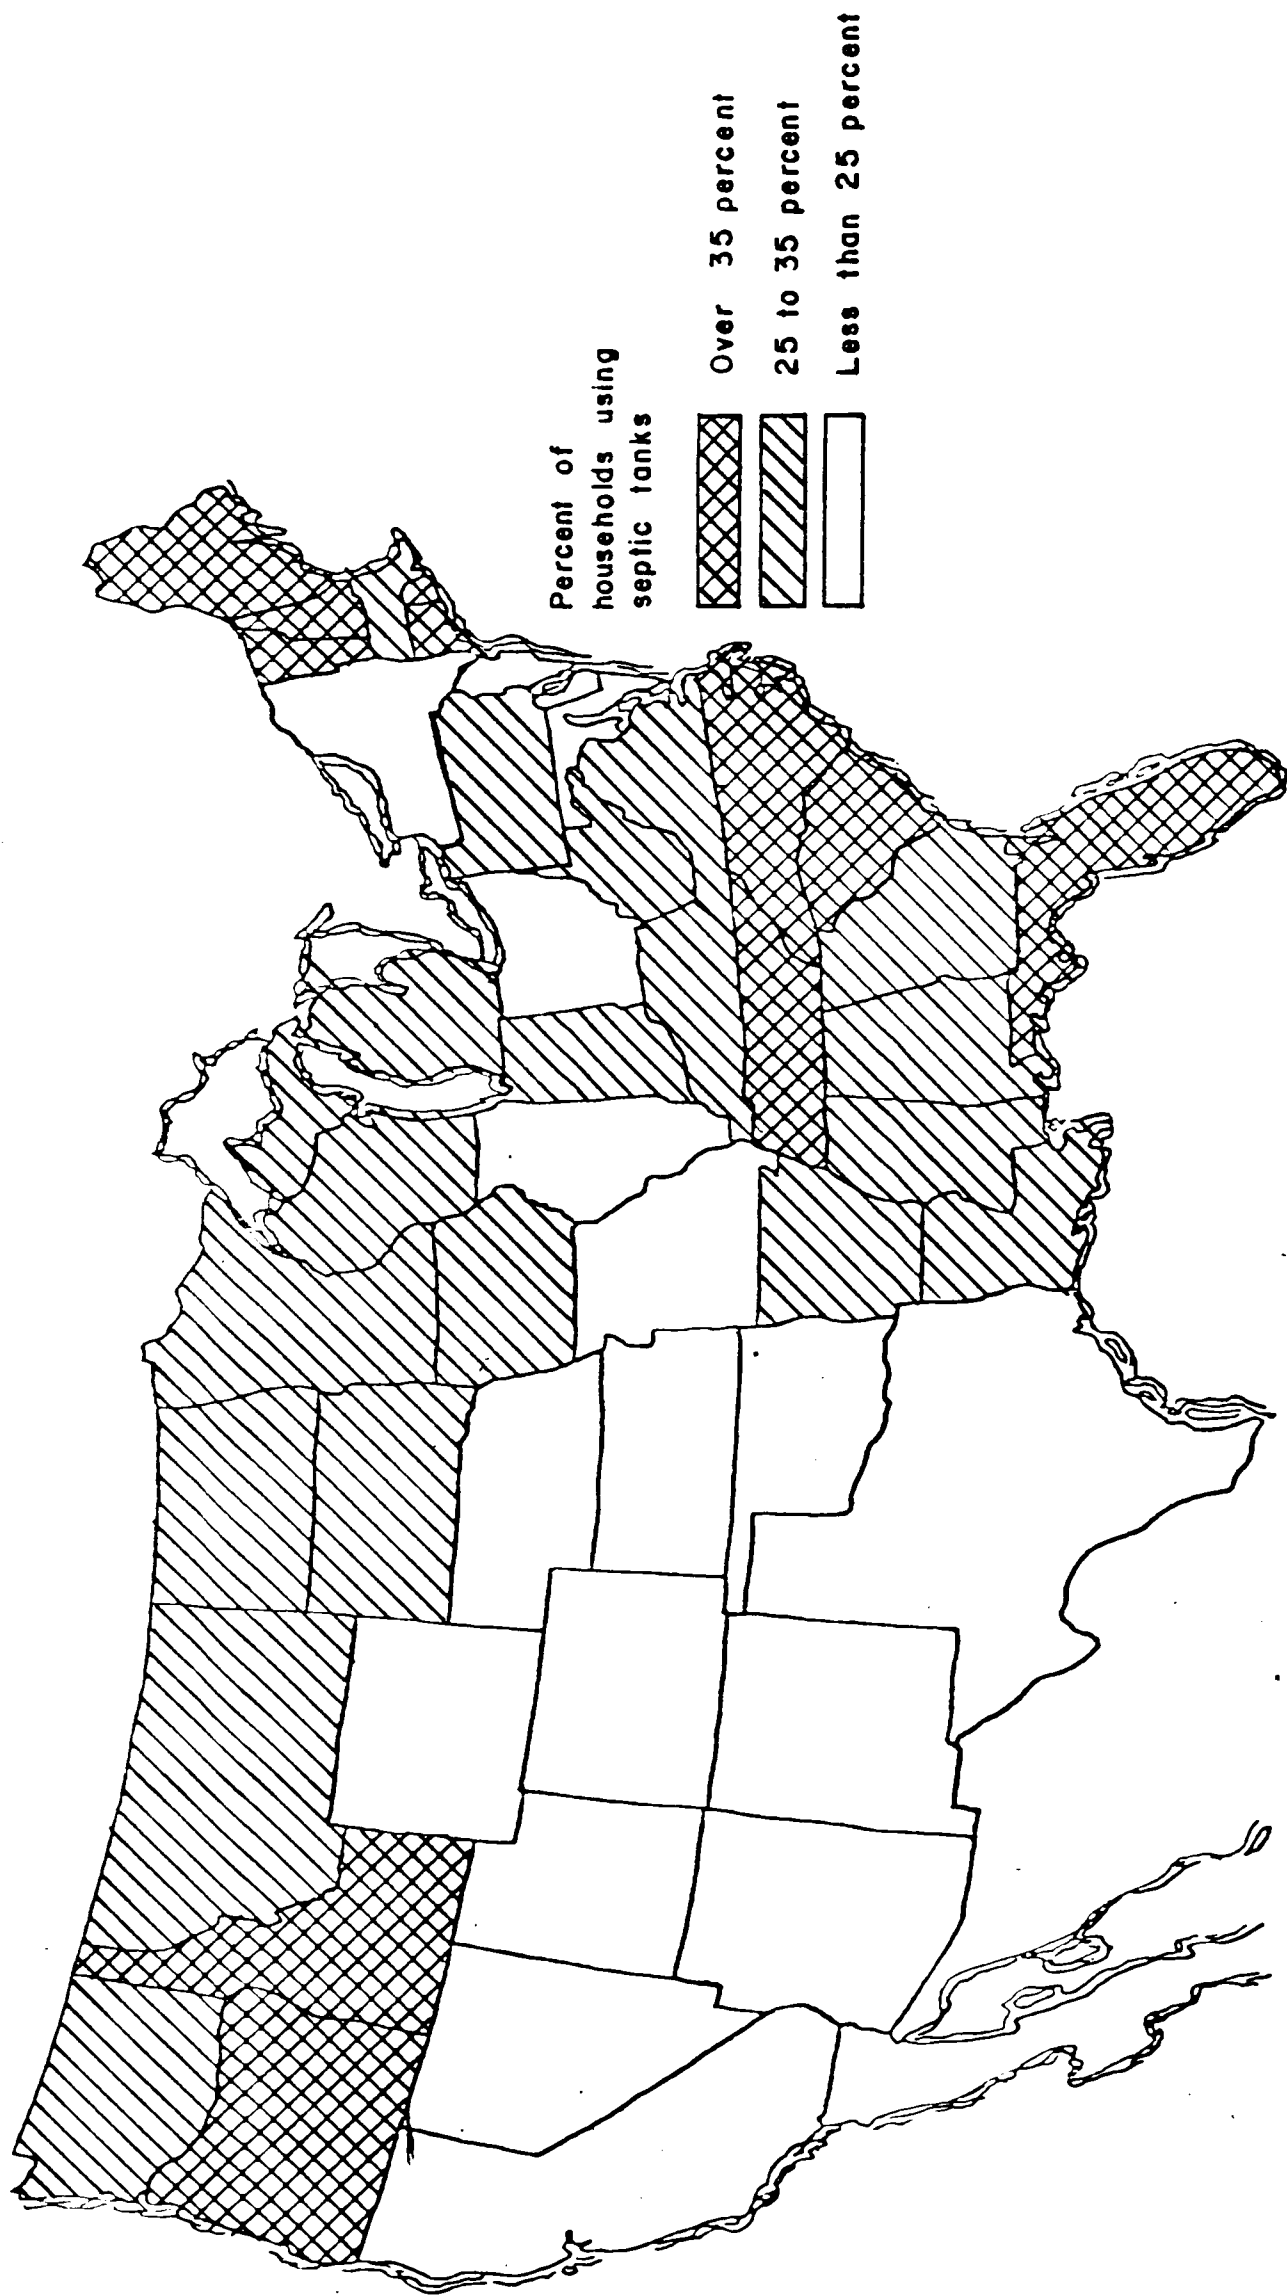 Percent of
households using
septic tanks
Over 35 percent
25 to 35 percent
Less than 25 percent